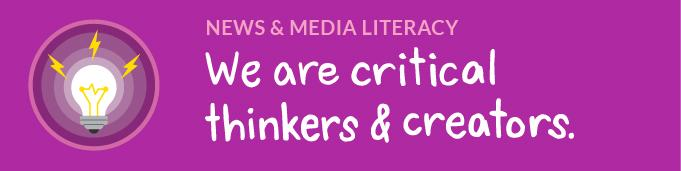 NEWS & MEDIA LITERACY
We are critical
thinkers & creators.